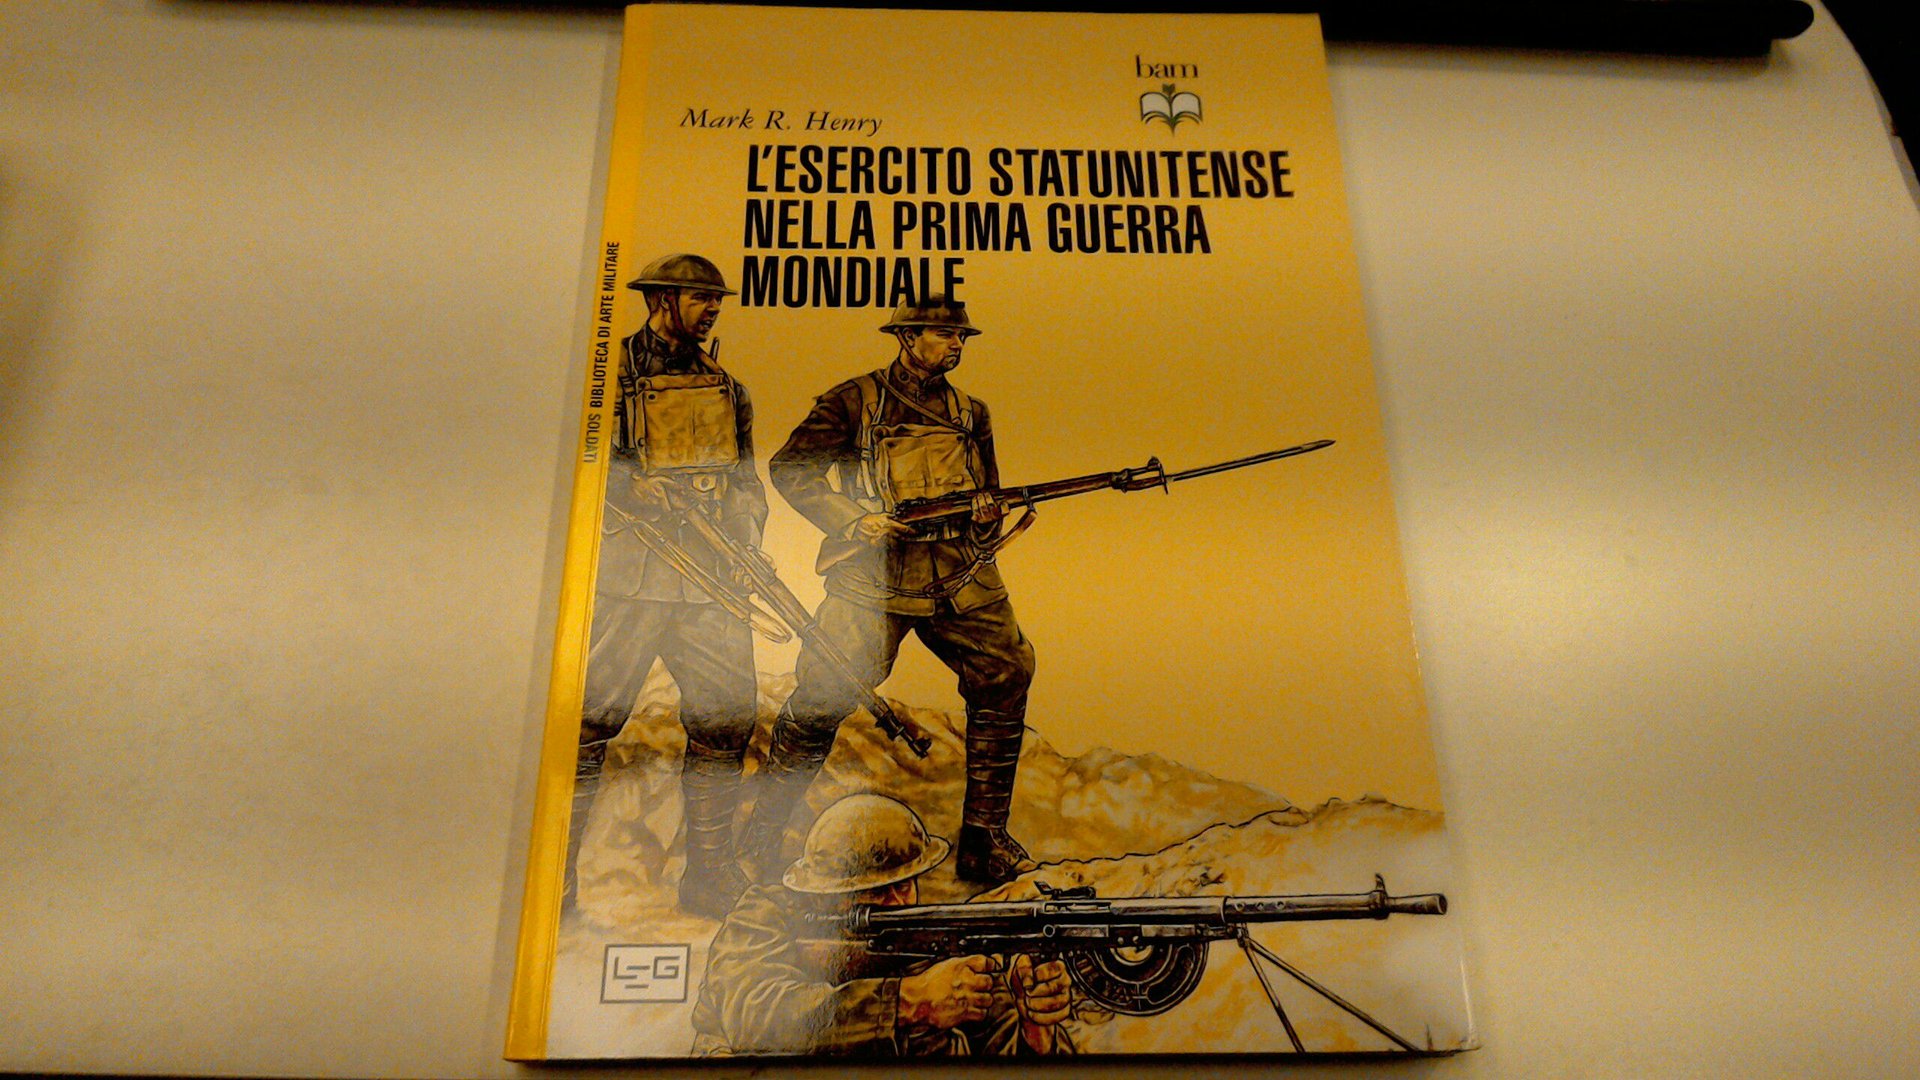 bam
Mark R. Henry
L'ESERCITO STATUNITENSE
NELLA PRIMA GUERRA
MONDIALE
SOLDATI BIBLIOTECA DI ARTE MILITARE
LEG